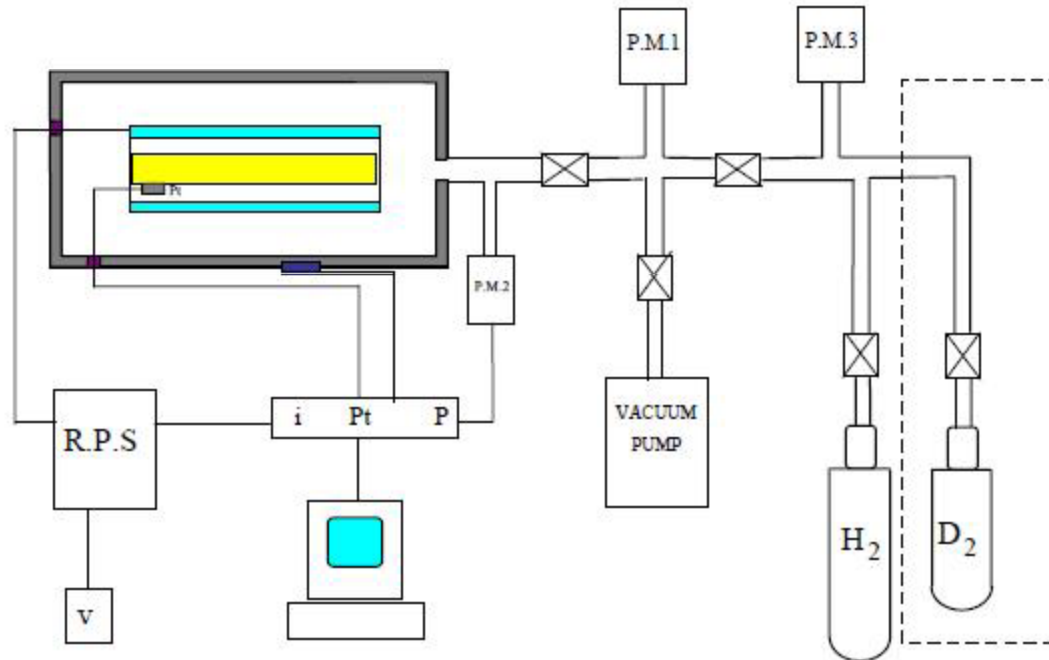 P.M.1
P.M.3
Pt
P.M.2
i Pt P
R.P.S
VACUUM
PUMP
H2
D2
V